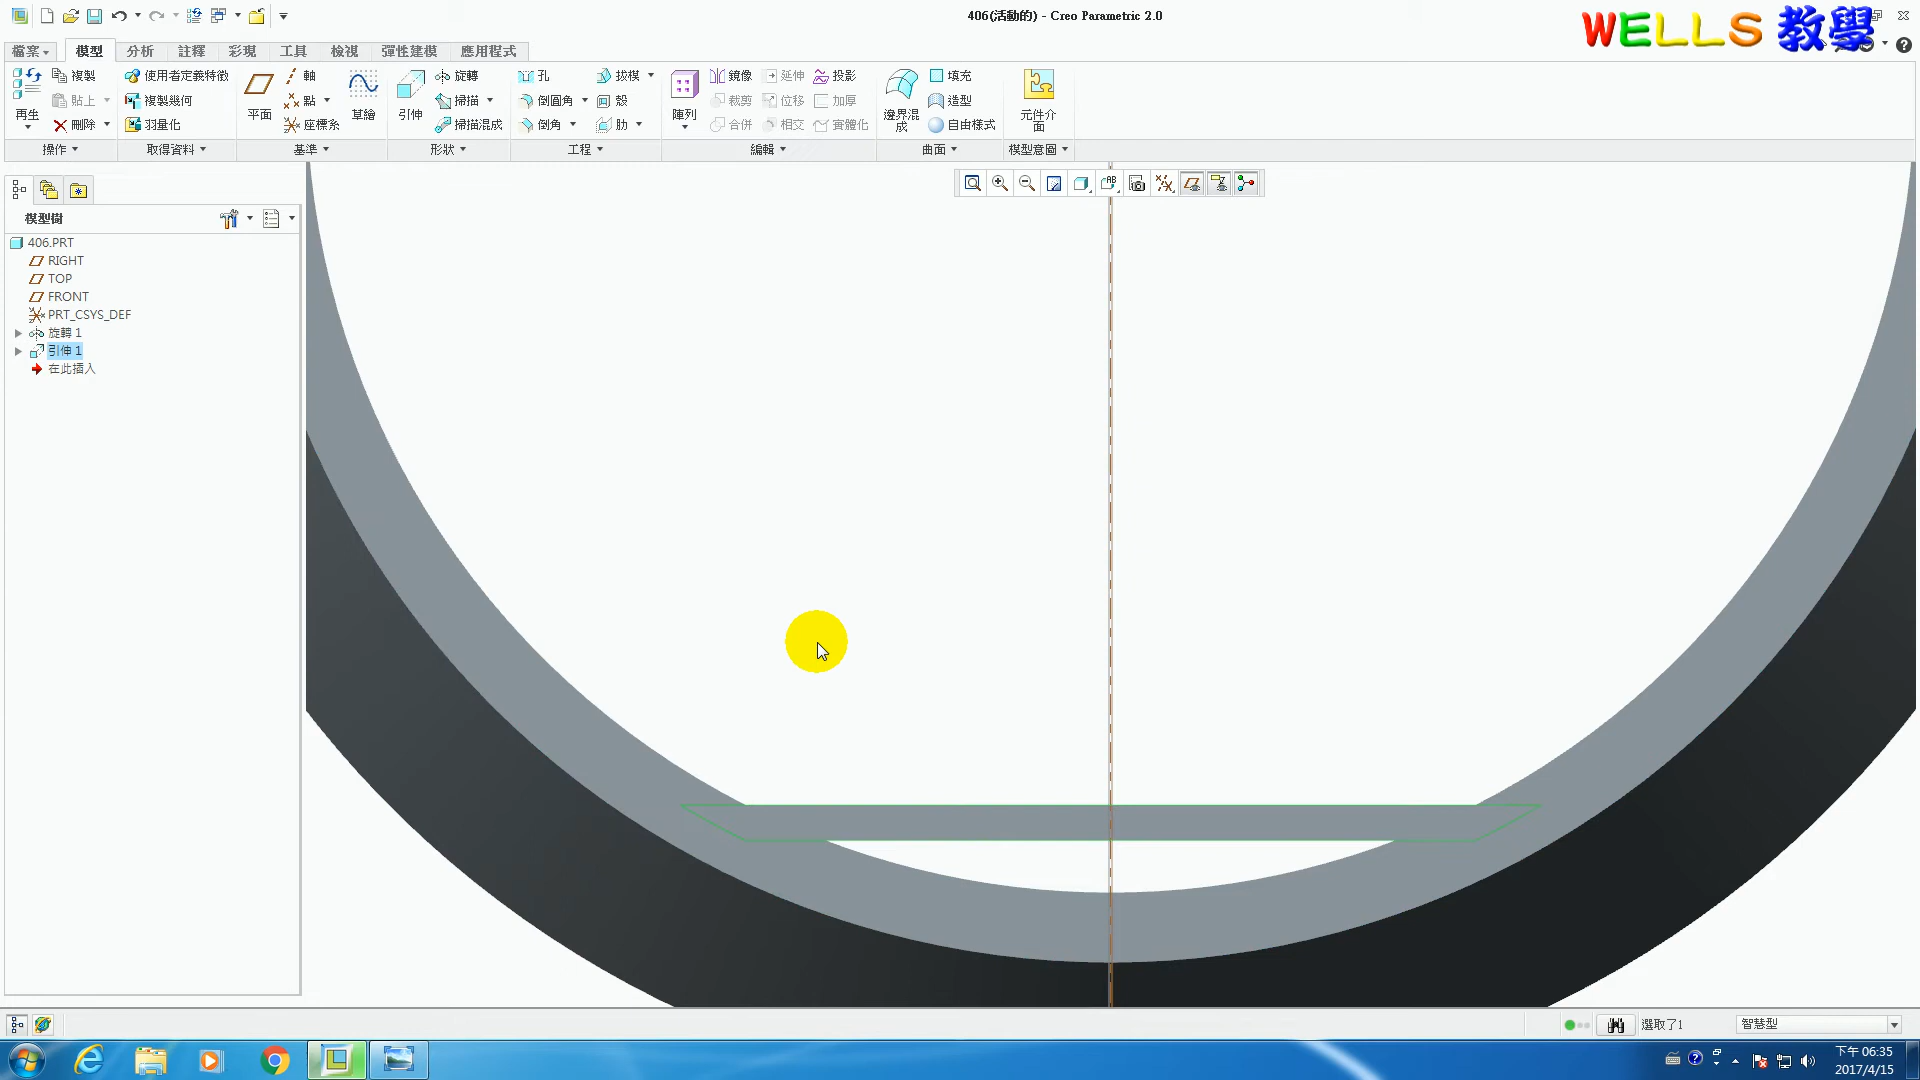 406(活動的) - Creo Parametric 2.0
WELLS 教學
檔案 模型 分析 註釋 彩現 工具 檢視 彈性建模 應用程式
再生 複製 貼上 刪除
使用者定義特徵 複製幾何 羽量化
平面 軸 點 座標系 草繪
引伸 旋轉 掃描 掃描混成
孔 倒圓角 倒角 拔模 殼 肋
陣列 鏡像 延伸 投影
裁剪 位移 加厚
合併 相交 實體化
邊界混成 填充 造型 自由樣式
元件介面
操作 取得資料 基準 形狀 工程 編輯 曲面 模型意圖
模型樹
406.PRT
RIGHT
TOP
FRONT
PRT_CSYS_DEF
旋轉 1
引伸 1
在此插入
選取了1
智慧型
下午 06:35
2017/4/15